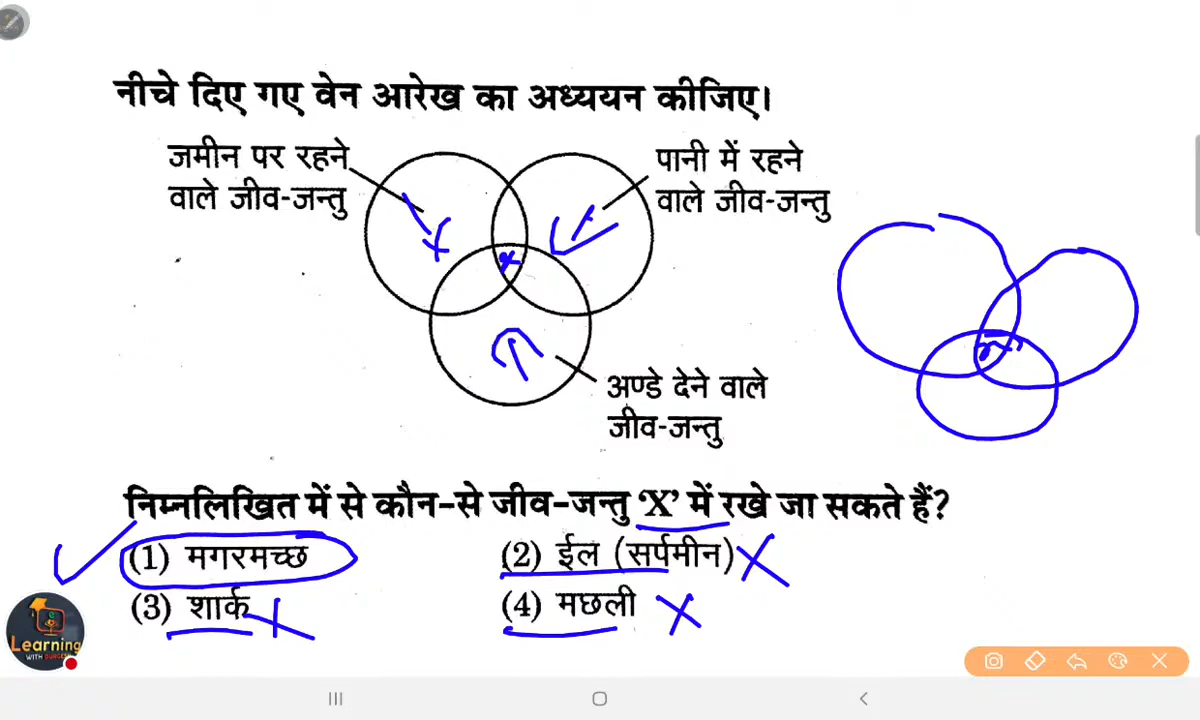 नीचे दिए गए वेन आरेख का अध्ययन कीजिए।
जमीन पर रहने
वाले जीव-जन्तु
पानी में रहने
वाले जीव-जन्तु
x
अण्डे देने वाले
जीव-जन्तु
निम्नलिखित में से कौन-से जीव-जन्तु ‘X’ में रखे जा सकते हैं?
(1) मगरमच्छ
(2) ईल (सर्पमीन)
(3) शार्क
(4) मछली
Learning